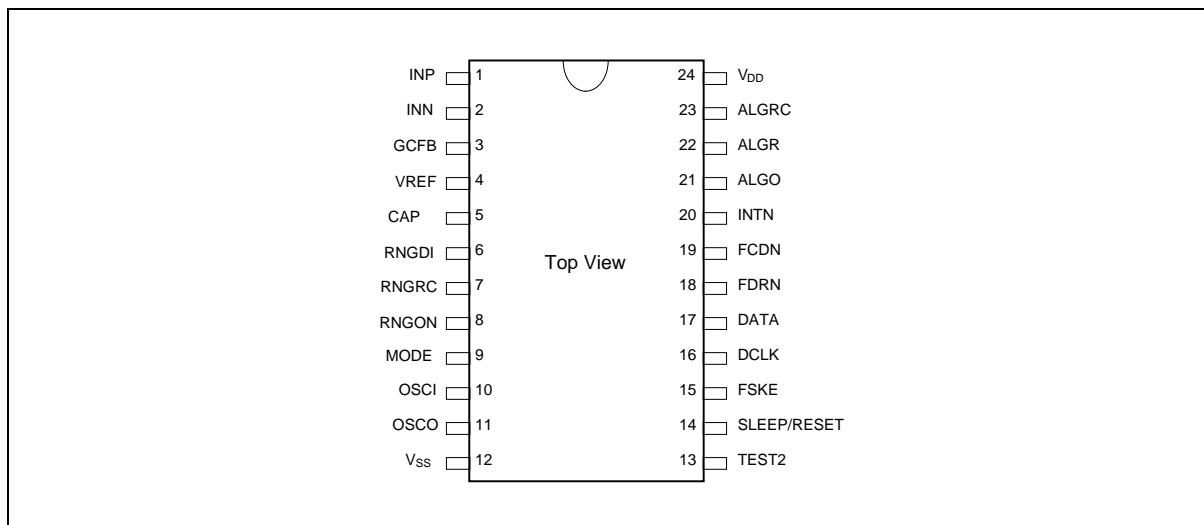 INP 1 24 VDD
INN 2 23 ALGRC
GCFB 3 22 ALGR
VREF 4 21 ALGO
CAP 5 20 INTN
RNGDI 6 19 FCDN
Top View
RNGRC 7 18 FDRN
RNGON 8 17 DATA
MODE 9 16 DCLK
OSCI 10 15 FSKE
OSCO 11 14 SLEEP/RESET
VSS 12 13 TEST2